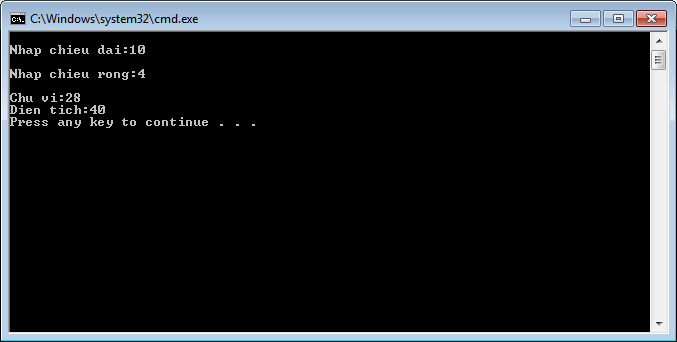 C:\Windows\system32\cmd.exe
Nhap chieu dai:10
Nhap chieu rong:4
Chu vi:28
Dien tich:40
Press any key to continue . . .